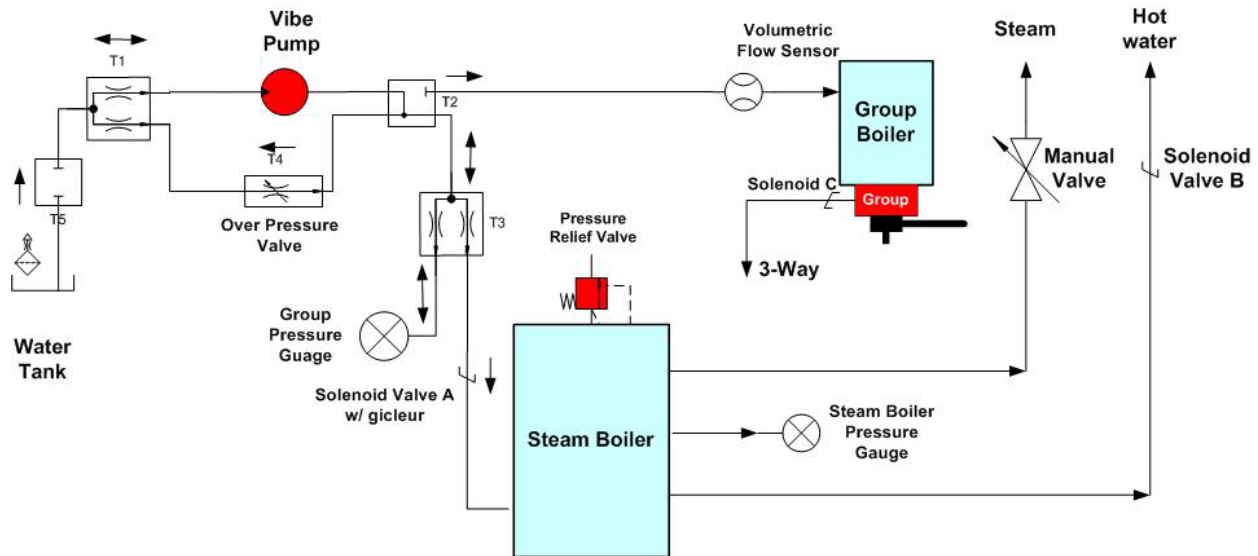 Vibe
Pump
T1
T2
T4
Over Pressure
Valve
T5
Water
Tank
T3
Group
Pressure
Guage
Solenoid Valve A
w/ gicleur
Pressure
Relief Valve
Steam Boiler
Steam Boiler
Pressure
Gauge
Volumetric
Flow Sensor
Group
Boiler
Group
Solenoid C
3-Way
Steam
Manual
Valve
Hot
water
Solenoid
Valve B